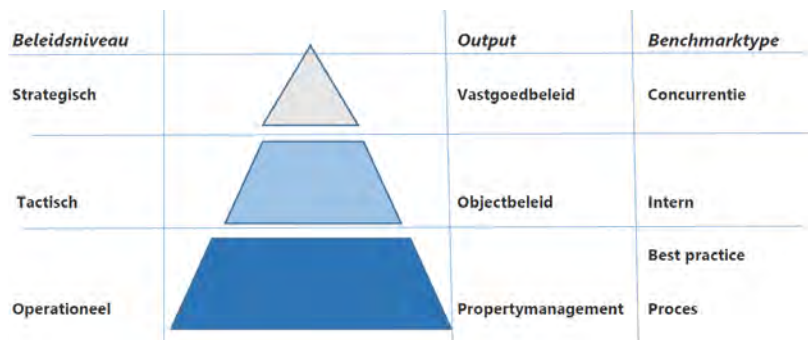 Beleidsniveau Output Benchmarktype
Strategisch Vastgoedbeleid Concurrentie
Tactisch Objectbeleid Intern
Best practice
Operationeel Propertymanagement Proces